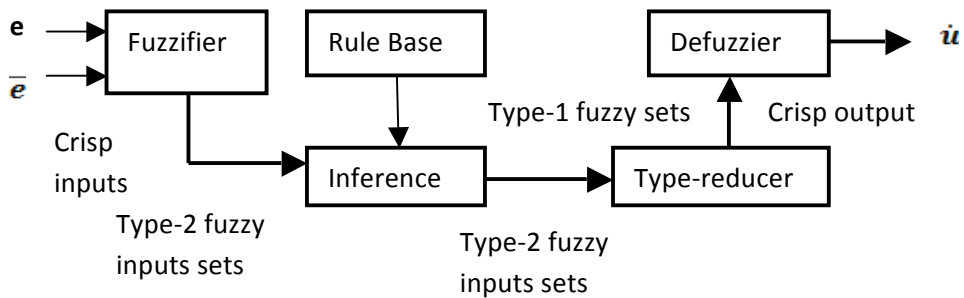 e
Fuzzifier
Rule Base
Defuzzier
u̇
e̅
Type-1 fuzzy sets
Crisp output
Crisp
inputs
Inference
Type-reducer
Type-2 fuzzy
inputs sets
Type-2 fuzzy
inputs sets